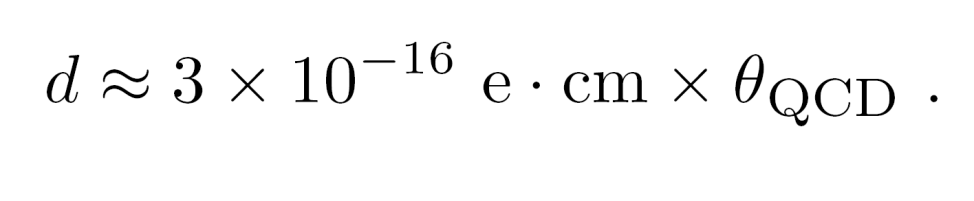 d ≈ 3 × 10⁻¹⁶ e · cm × θ_QCD .